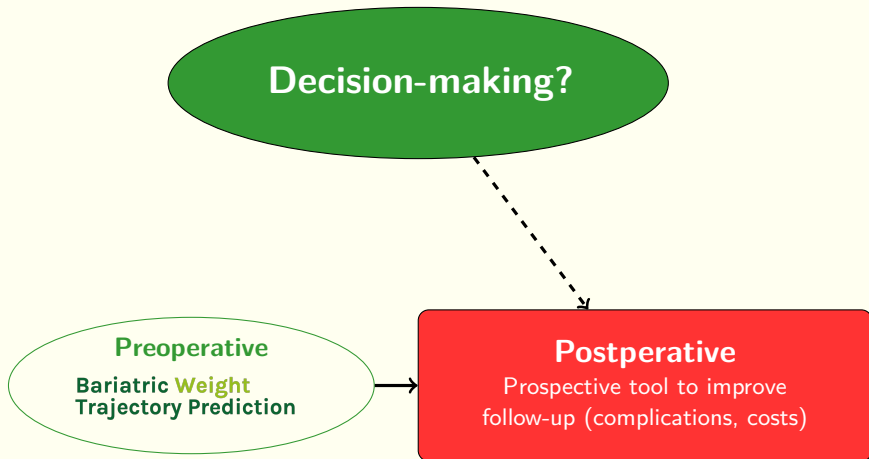 Decision-making?
Preoperative
Bariatric Weight
Trajectory Prediction
Postperative
Prospective tool to improve
follow-up (complications, costs)